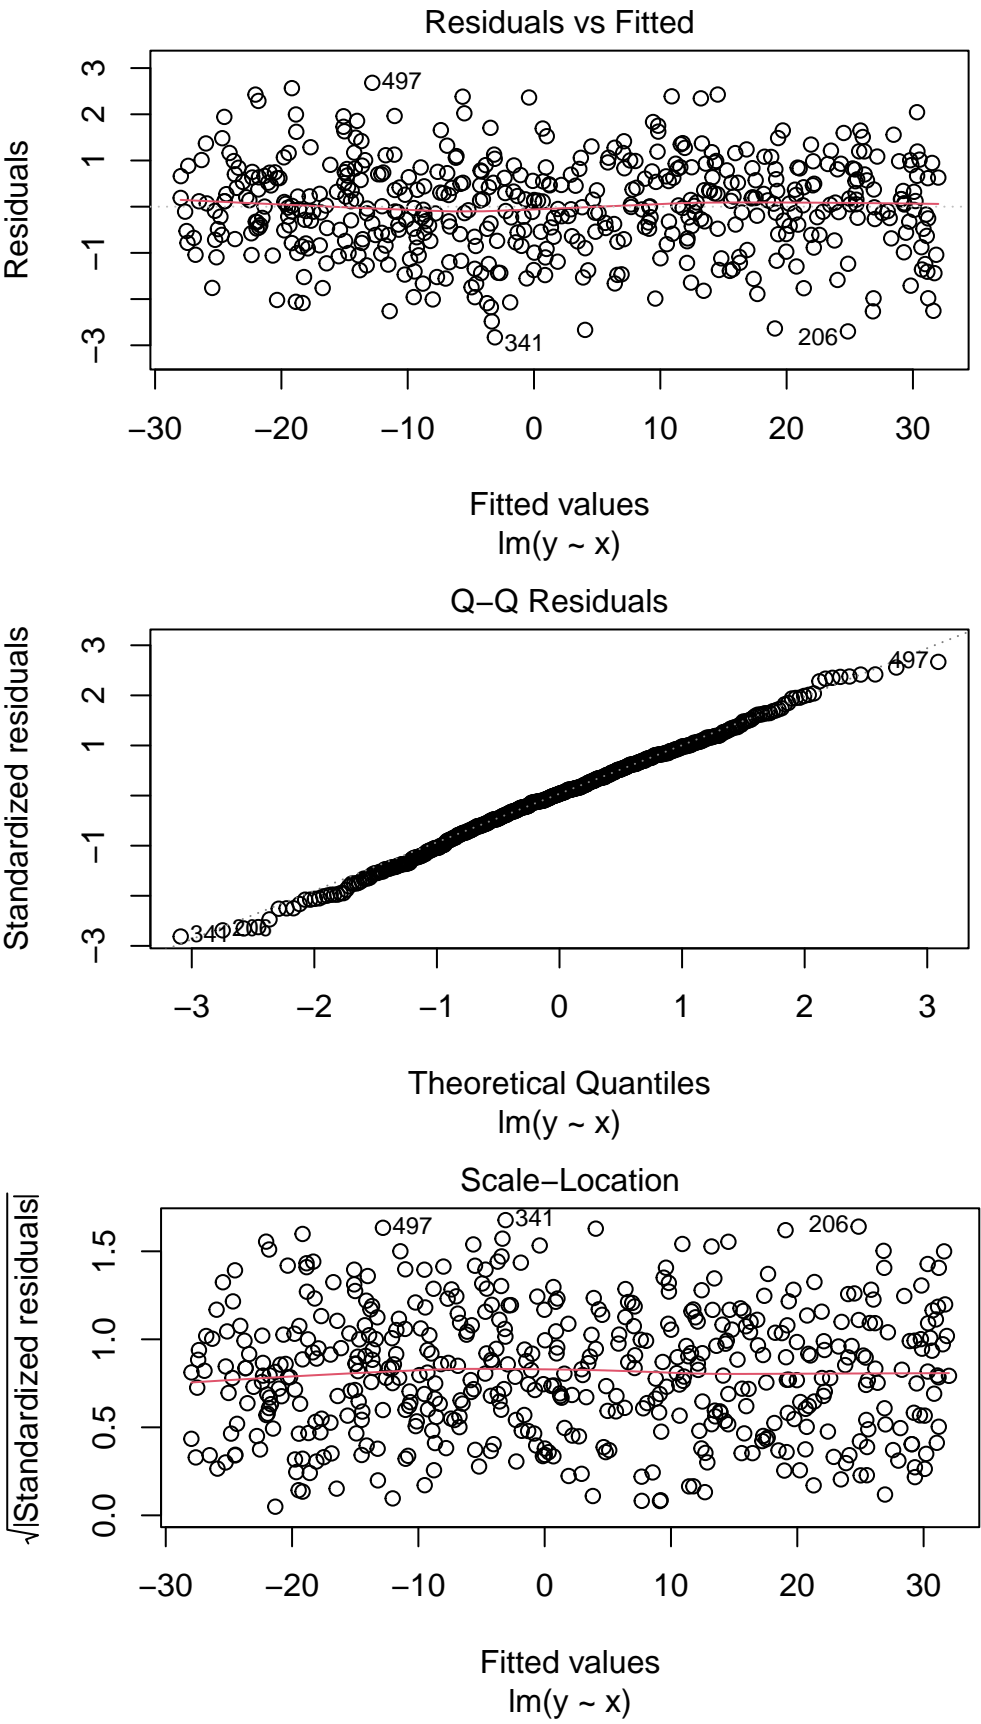 Residuals vs Fitted
Residuals
3
2
1
−1
−3
497
341
206
−30 −20 −10 0 10 20 30
Fitted values
lm(y ~ x)
Q−Q Residuals
Standardized residuals
3
2
1
−1
−3
497
341
206
−3 −2 −1 0 1 2 3
Theoretical Quantiles
lm(y ~ x)
Scale−Location
√|Standardized residuals|
1.5
1.0
0.5
0.0
497
341
206
−30 −20 −10 0 10 20 30
Fitted values
lm(y ~ x)